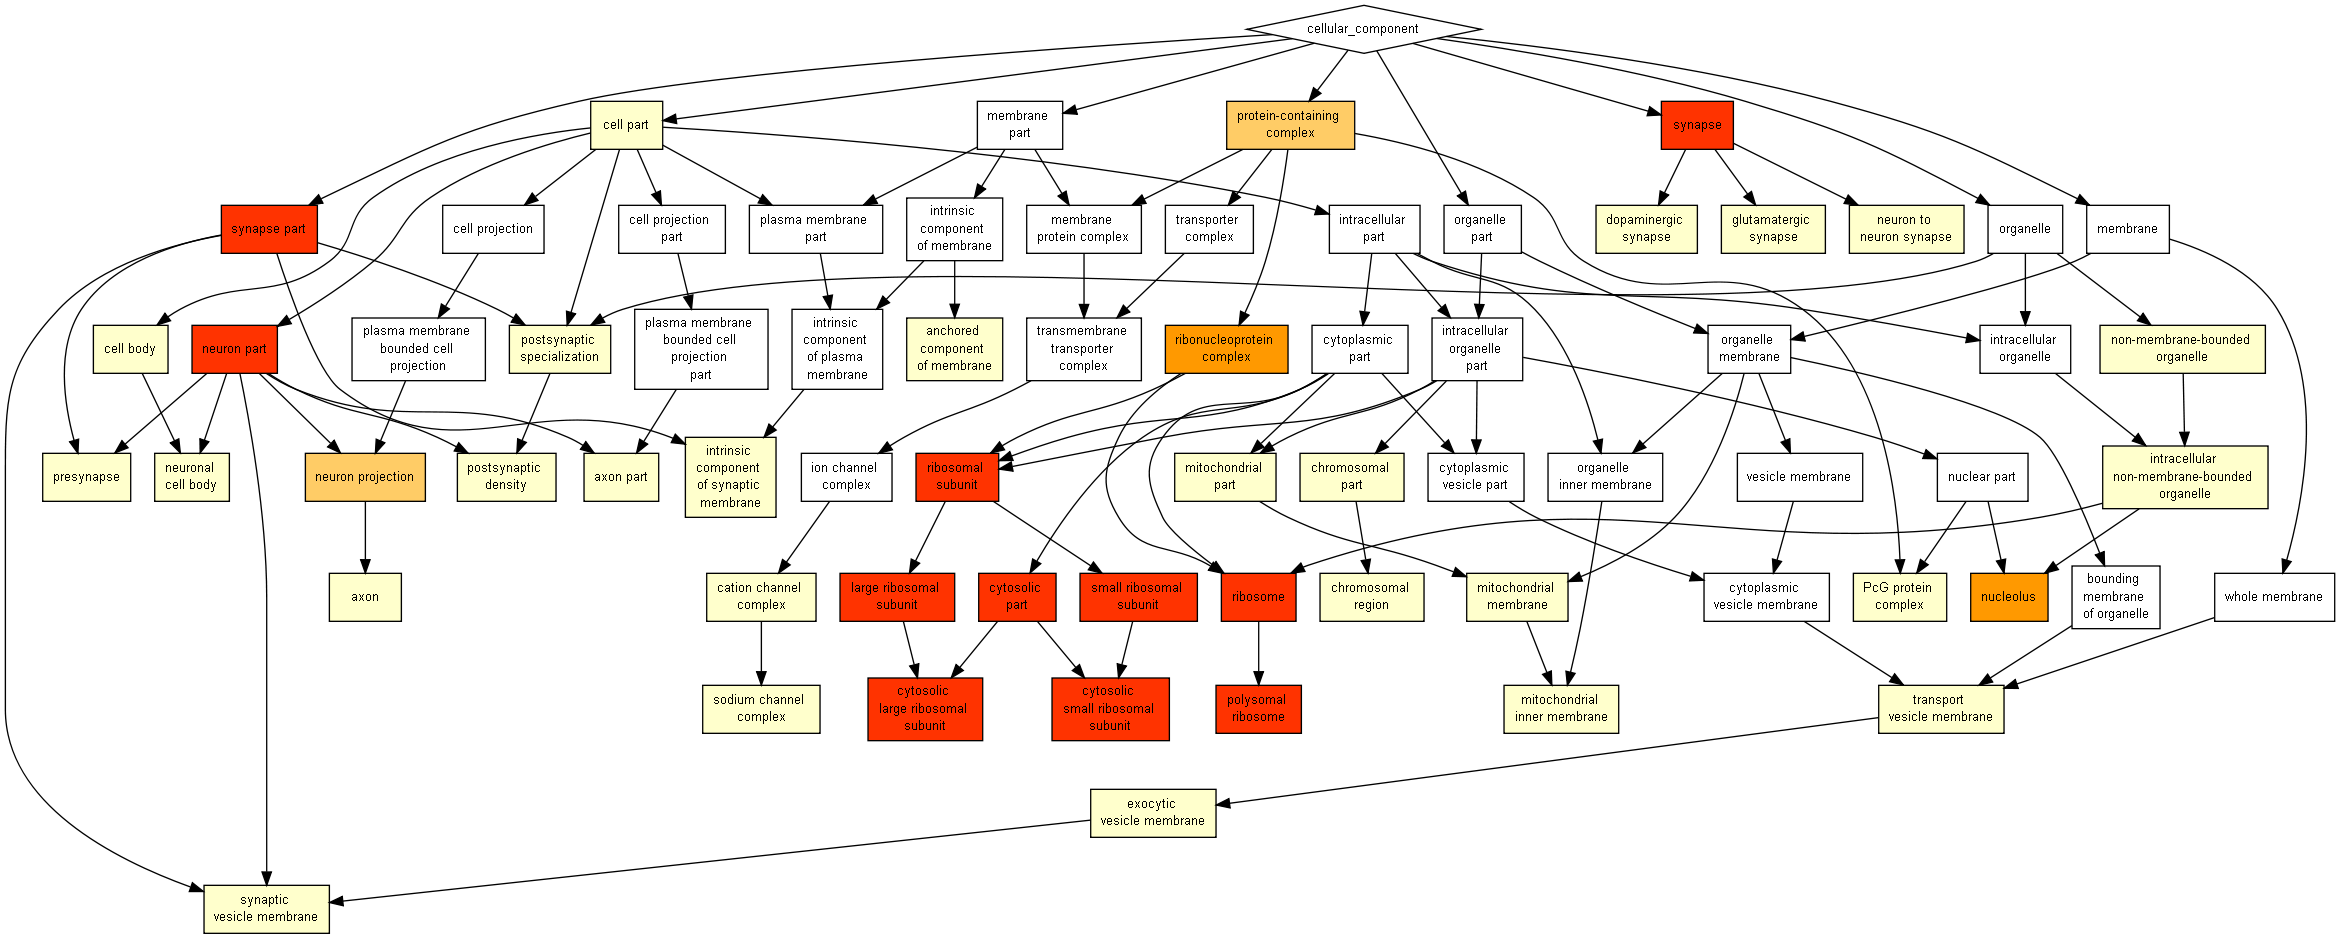 cellular_component
cell part
membrane
part
protein-containing
complex
synapse
synapse part
cell projection
cell projection
part
plasma membrane
part
intrinsic
component
of membrane
membrane
protein complex
transporter
complex
intracellular
part
organelle
part
dopaminergic
synapse
glutamatergic
synapse
neuron to
neuron synapse
organelle
membrane
cell body
neuron part
plasma membrane
bounded cell
projection
postsynaptic
specialization
plasma membrane
bounded cell
projection
part
intrinsic
component
of plasma
membrane
anchored
component
of membrane
transmembrane
transporter
complex
ribonucleoprotein
complex
cytoplasmic
part
intracellular
organelle
part
organelle
membrane
intracellular
organelle
non-membrane-bounded
organelle
presynapse
neuronal
cell body
neuron projection
postsynaptic
density
axon part
intrinsic
component
of synaptic
membrane
ion channel
complex
ribosomal
subunit
mitochondrial
part
chromosomal
part
cytoplasmic
vesicle part
organelle
inner membrane
vesicle membrane
nuclear part
intracellular
non-membrane-bounded
organelle
axon
cation channel
complex
large ribosomal
subunit
cytosolic
part
small ribosomal
subunit
ribosome
chromosomal
region
mitochondrial
membrane
cytoplasmic
vesicle membrane
PcG protein
complex
nucleolus
bounding
membrane
of organelle
whole membrane
sodium channel
complex
cytosolic
large ribosomal
subunit
cytosolic
small ribosomal
subunit
polysomal
ribosome
mitochondrial
inner membrane
transport
vesicle membrane
exocytic
vesicle membrane
synaptic
vesicle membrane